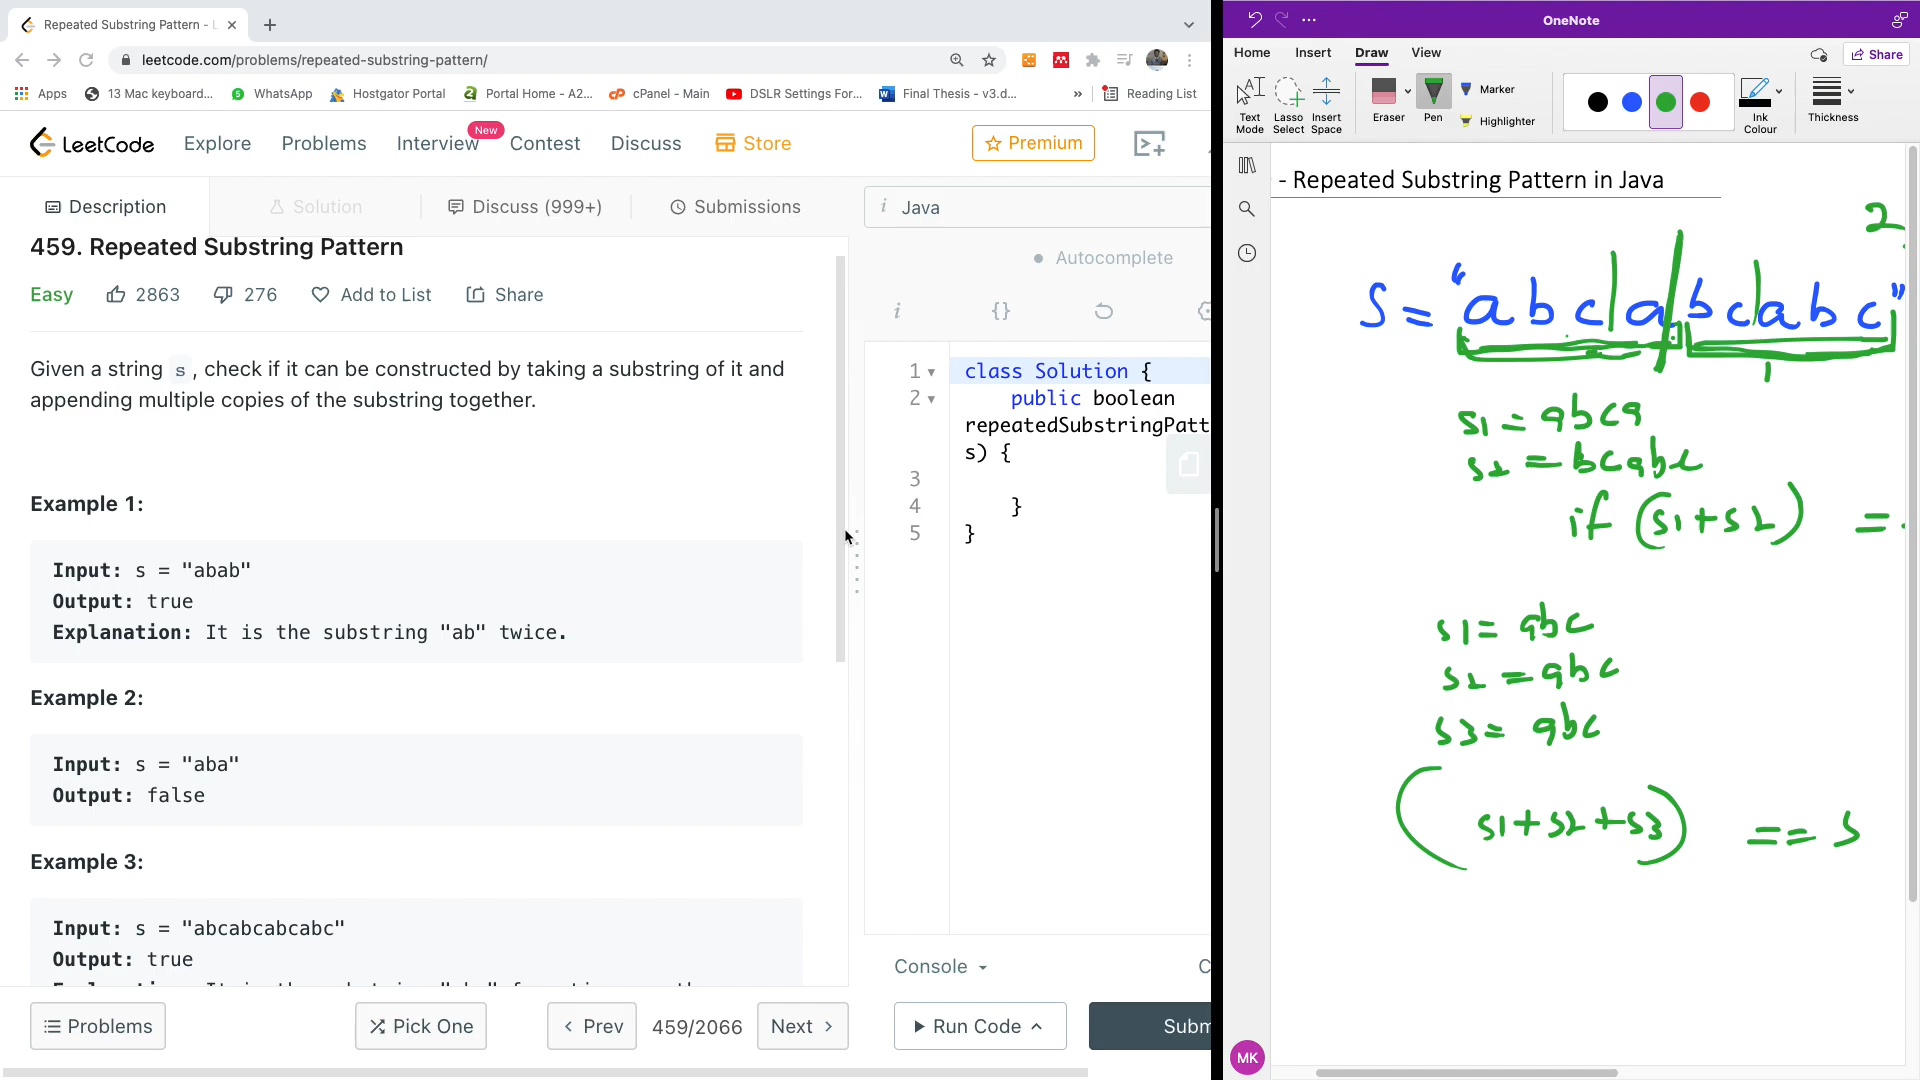 Repeated Substring Pattern - L
leetcode.com/problems/repeated-substring-pattern/
Apps
13 Mac keyboard...
WhatsApp
Hostgator Portal
Portal Home - A2...
cPanel - Main
DSLR Settings For...
Final Thesis - v3.d...
»
Reading List
LeetCode
Explore
Problems
Interview
New
Contest
Discuss
Store
Premium
Description
Solution
Discuss (999+)
Submissions
459. Repeated Substring Pattern
Easy
2863
276
Add to List
Share
Given a string s, check if it can be constructed by taking a substring of it and
appending multiple copies of the substring together.
Example 1:
Input: s = "abab"
Output: true
Explanation: It is the substring "ab" twice.
Example 2:
Input: s = "aba"
Output: false
Example 3:
Input: s = "abcabcabcabc"
Output: true
Problems
Pick One
Prev
459/2066
Next
i Java
Autocomplete
i {}
1 class Solution {
2 public boolean
repeatedSubstringPatt
s) {
3
4 }
5 }
Console
Run Code
Subm
OneNote
Home
Insert
Draw
View
Share
Text Mode
Lasso Select
Insert Space
Eraser
Pen
Marker
Highlighter
Ink Colour
Thickness
- Repeated Substring Pattern in Java
2
S = "abc|a/bc|abc"
1
s1 = abca
s2 = bcabc
if (s1+s2) =
s1= abc
s2 = abc
s3= abc
(s1+s2+s3) == s
MK